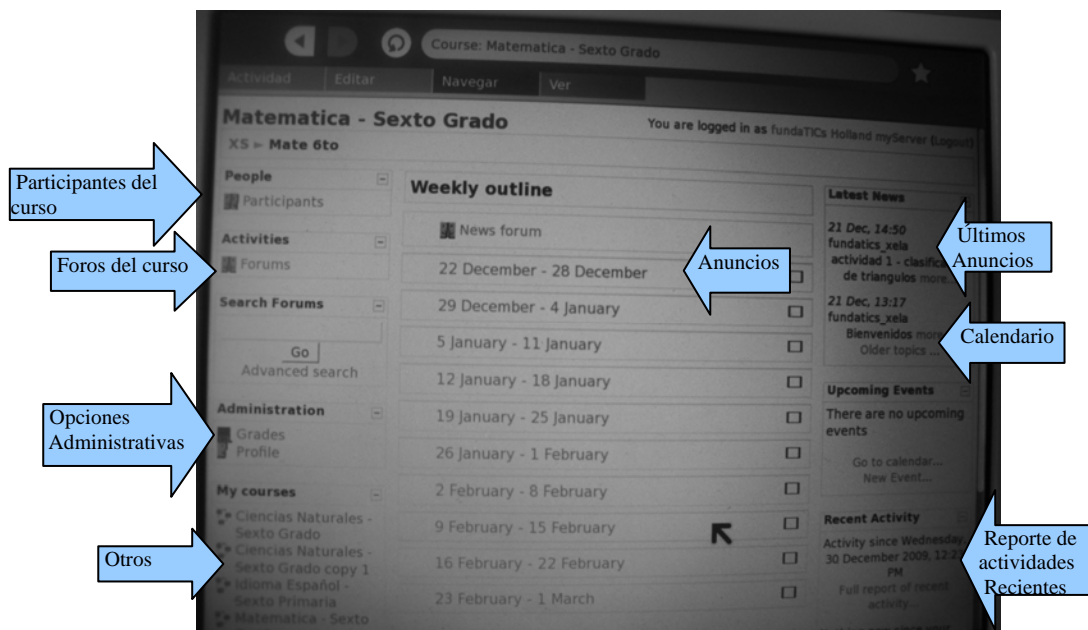 Course: Matematica - Sexto Grado
Actividad
Editar
Navegar
Ver
Matematica - Sexto Grado
You are logged in as fundaTICs Holland myServer (Logout)
XS ► Mate 6to
Participantes del
curso
People
Participants
Foros del curso
Activities
Forums
Search Forums
Go
Advanced search
Opciones
Administrativas
Administration
Grades
Profile
Otros
My courses
Ciencias Naturales -
Sexto Grado
Ciencias Naturales -
Sexto Grado copy 1
Idioma Español -
Sexto Primaria
Matematica - Sexto
Weekly outline
News forum
Anuncios
22 December - 28 December
29 December - 4 January
5 January - 11 January
12 January - 18 January
19 January - 25 January
26 January - 1 February
2 February - 8 February
9 February - 15 February
16 February - 22 February
23 February - 1 March
Latest News
21 Dec, 14:50
fundatics_xela
actividad 1 - clasific
de triangulos more...
21 Dec, 13:17
fundatics_xela
Bienvenidos
Older topics ...
Últimos
Anuncios
Calendario
Upcoming Events
There are no upcoming
events
Go to calendar...
New Event...
Recent Activity
Activity since Wednesday,
30 December 2009, 12:2
PM
Full report of recent
activity...
Reporte de
actividades
Recientes